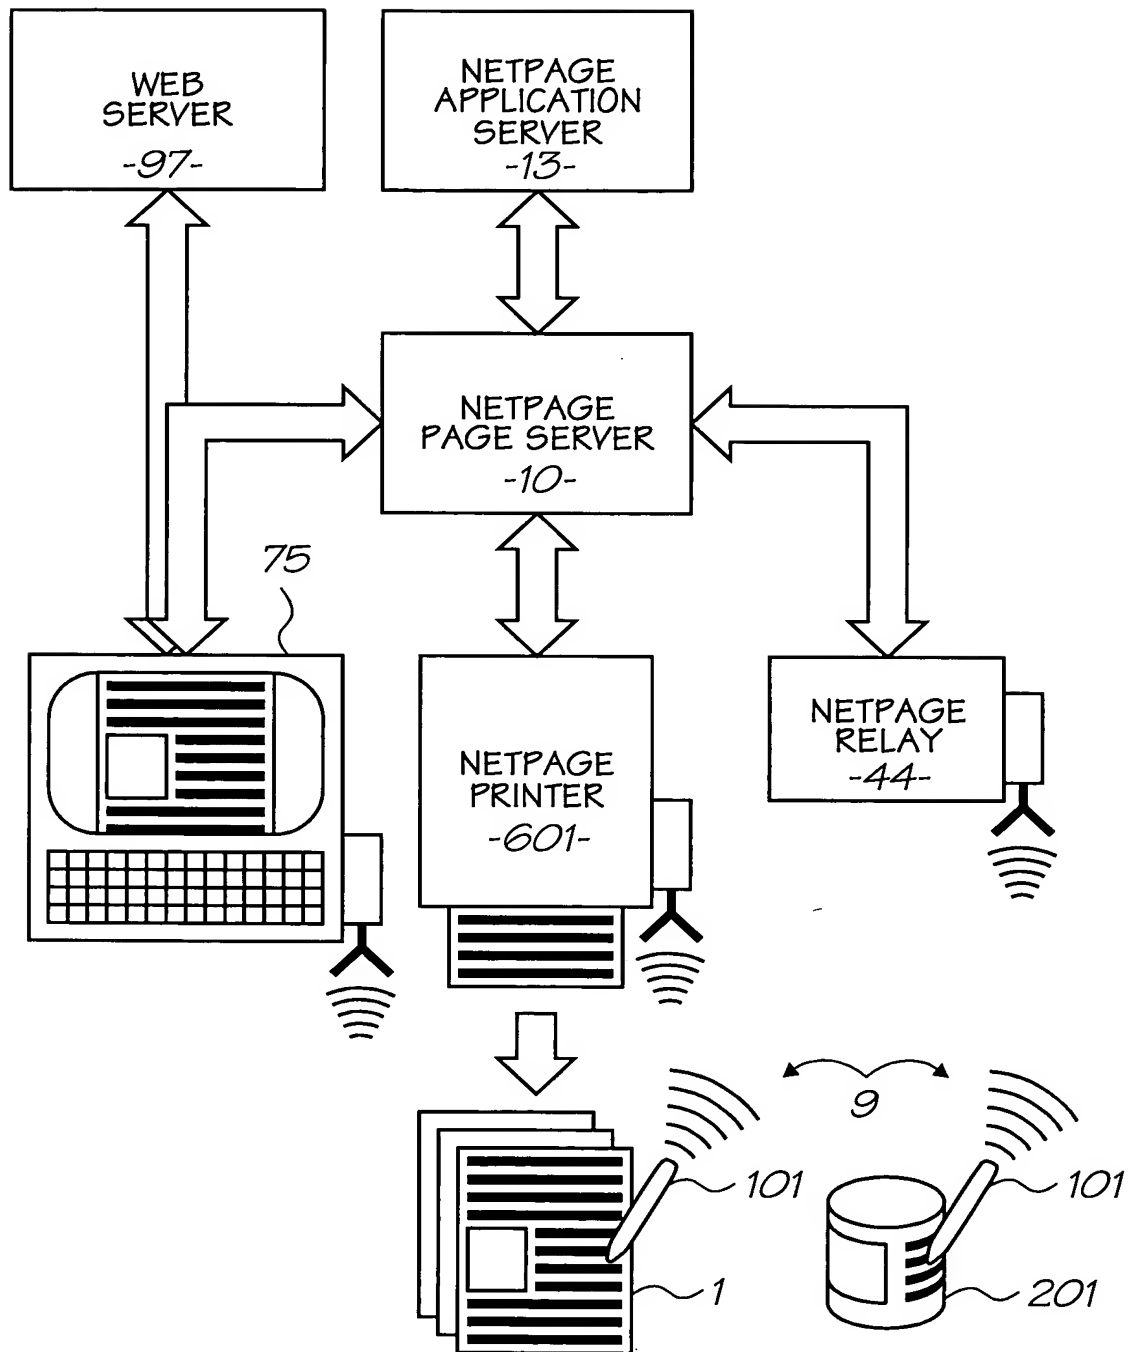 WEB
SERVER
-97-
NETPAGE
APPLICATION
SERVER
-13-
NETPAGE
PAGE SERVER
-10-
75
NETPAGE
PRINTER
-601-
NETPAGE
RELAY
-44-
9
101
101
1
201